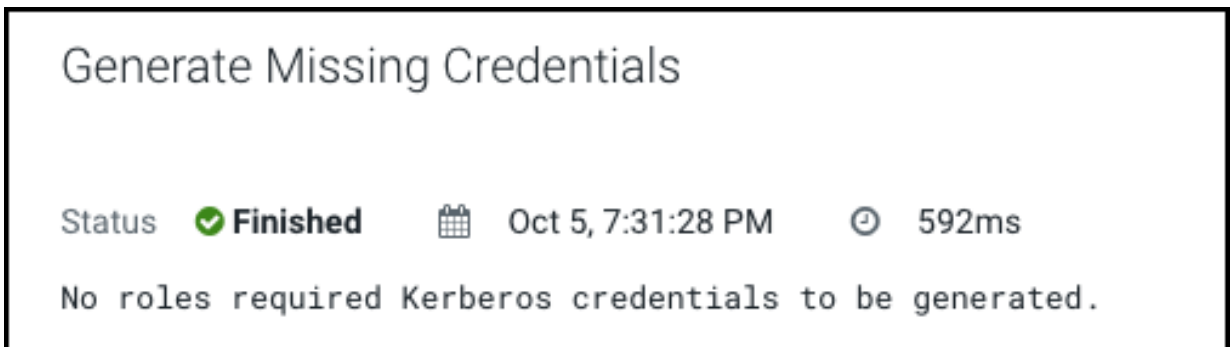 Generate Missing Credentials
Status Finished Oct 5, 7:31:28 PM 592ms
No roles required Kerberos credentials to be generated.